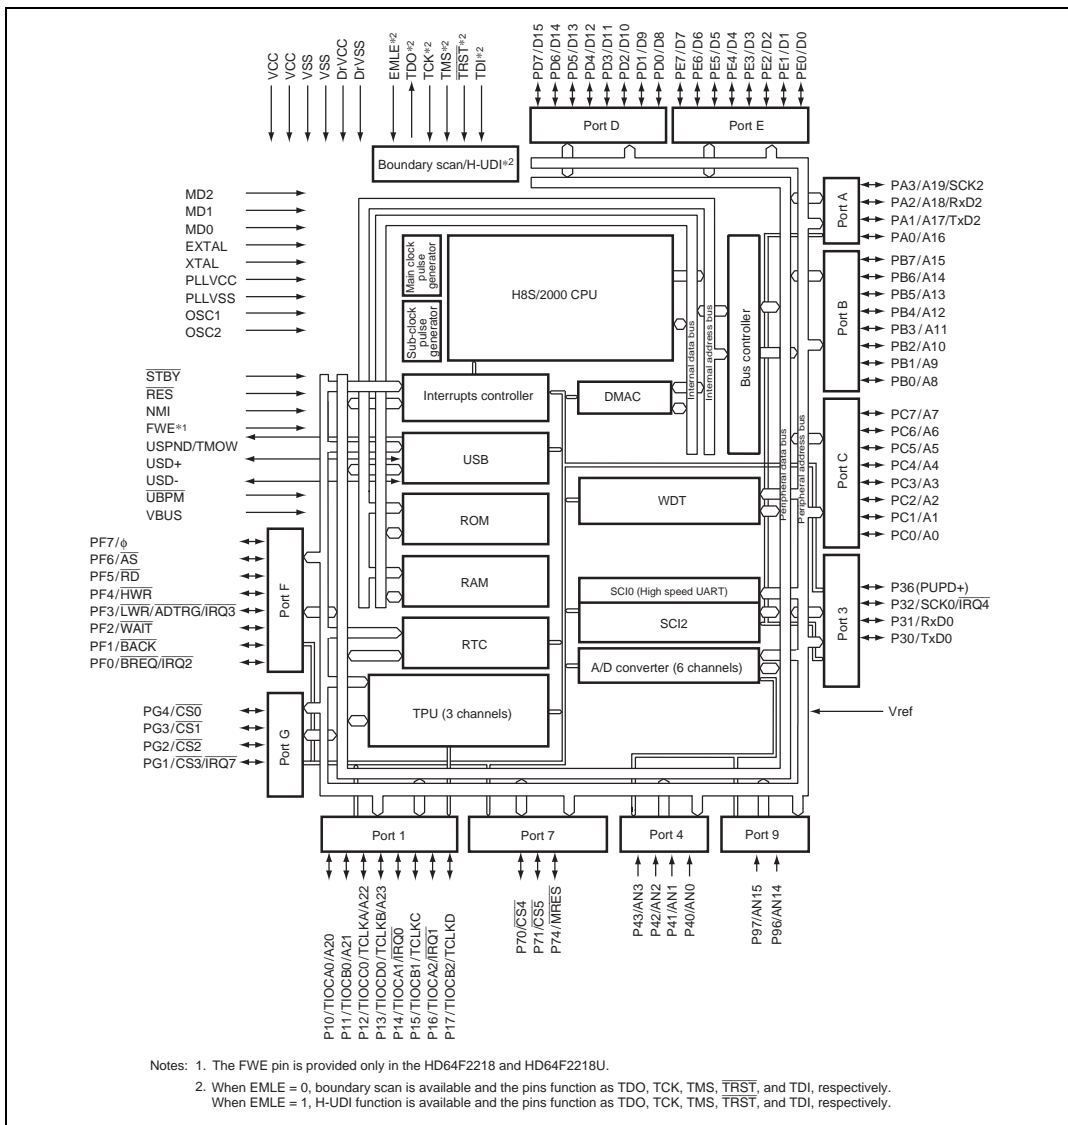 VCC
VCC
VSS
VSS
DrVCC
DrVSS
EMLE*2
TDO*2
TCK*2
TMS*2
TRST*2
TDI*2
PD7/D15
PD6/D14
PD5/D13
PD4/D12
PD3/D11
PD2/D10
PD1/D9
PD0/D8
PE7/D7
PE6/D6
PE5/D5
PE4/D4
PE3/D3
PE2/D2
PE1/D1
PE0/D0
Port D
Port E
Boundary scan/H-UDI*2
MD2
MD1
MD0
EXTAL
XTAL
PLLVCC
PLLVSS
OSC1
OSC2
STBY
RES
NMI
FWE*1
USPND/TMOW
USD+
USD-
UBPM
VBUS
Main clock
pulse
generator
Sub-clock
pulse
generator
H8S/2000 CPU
Internal data bus
Internal address bus
Bus controller
Interrupts controller
DMAC
USB
WDT
ROM
RAM
SCI0 (High speed UART)
SCI2
RTC
A/D converter (6 channels)
TPU (3 channels)
Peripheral data bus
Peripheral address bus
Port A
PA3/A19/SCK2
PA2/A18/RxD2
PA1/A17/TxD2
PA0/A16
Port B
PB7/A15
PB6/A14
PB5/A13
PB4/A12
PB3/A11
PB2/A10
PB1/A9
PB0/A8
Port C
PC7/A7
PC6/A6
PC5/A5
PC4/A4
PC3/A3
PC2/A2
PC1/A1
PC0/A0
Port 3
P36(PUPD+)
P32/SCK0/IRQ4
P31/RxD0
P30/TxD0
Vref
PF7/ϕ
PF6/AS
PF5/RD
PF4/HWR
PF3/LWR/ADTRG/IRQ3
PF2/WAIT
PF1/BACK
PF0/BREQ/IRQ2
Port F
PG4/CS0
PG3/CS1
PG2/CS2
PG1/CS3/IRQ7
Port G
Port 1
Port 7
Port 4
Port 9
P10/TIOCA0/A20
P11/TIOCB0/A21
P12/TIOCC0/TCLKA/A22
P13/TIOCD0/TCLKB/A23
P14/TIOCA1/IRQ0
P15/TIOCB1/TCLKC
P16/TIOCA2/IRQ1
P17/TIOCB2/TCLKD
P70/CS4
P71/CS5
P74/MRES
P43/AN3
P42/AN2
P41/AN1
P40/AN0
P97/AN15
P96/AN14
Notes: 1. The FWE pin is provided only in the HD64F2218 and HD64F2218U.
2. When EMLE = 0, boundary scan is available and the pins function as TDO, TCK, TMS, TRST, and TDI, respectively.
When EMLE = 1, H-UDI function is available and the pins function as TDO, TCK, TMS, TRST, and TDI, respectively.